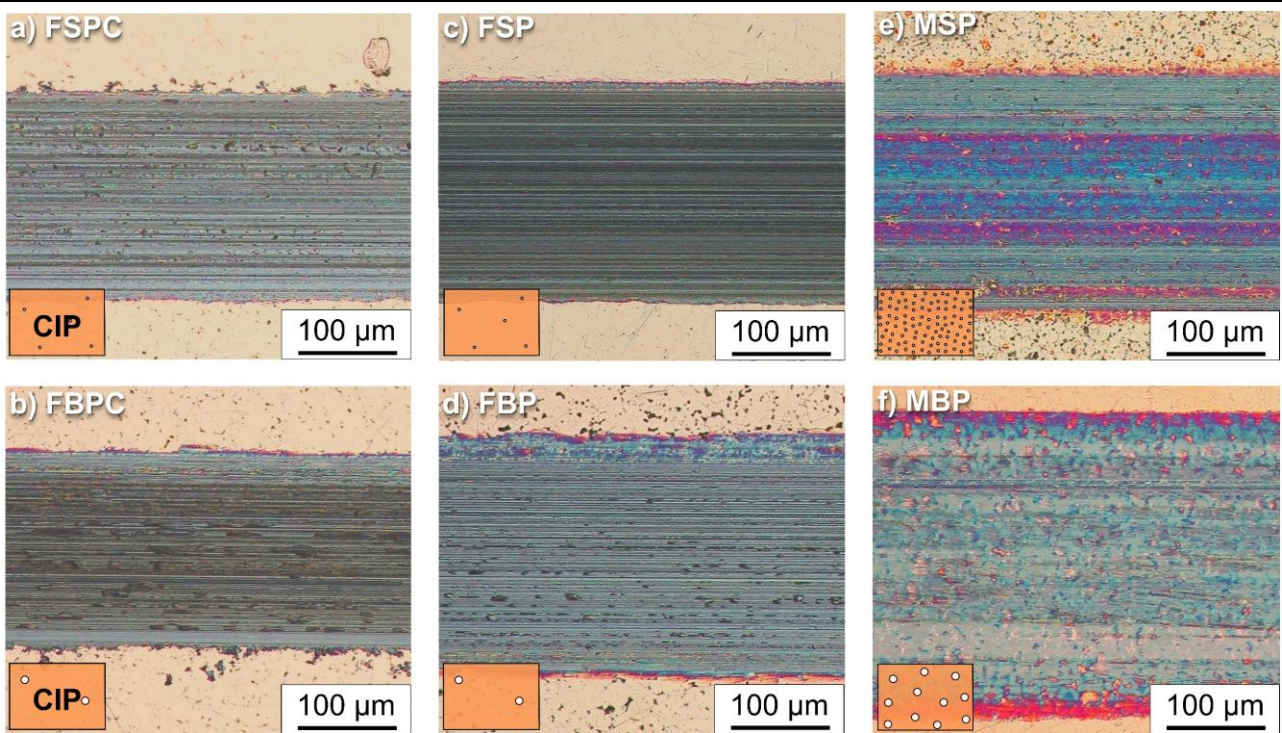 a) FSPC
CIP
100 µm
c) FSP
100 µm
e) MSP
100 µm
b) FBPC
CIP
100 µm
d) FBP
100 µm
f) MBP
100 µm